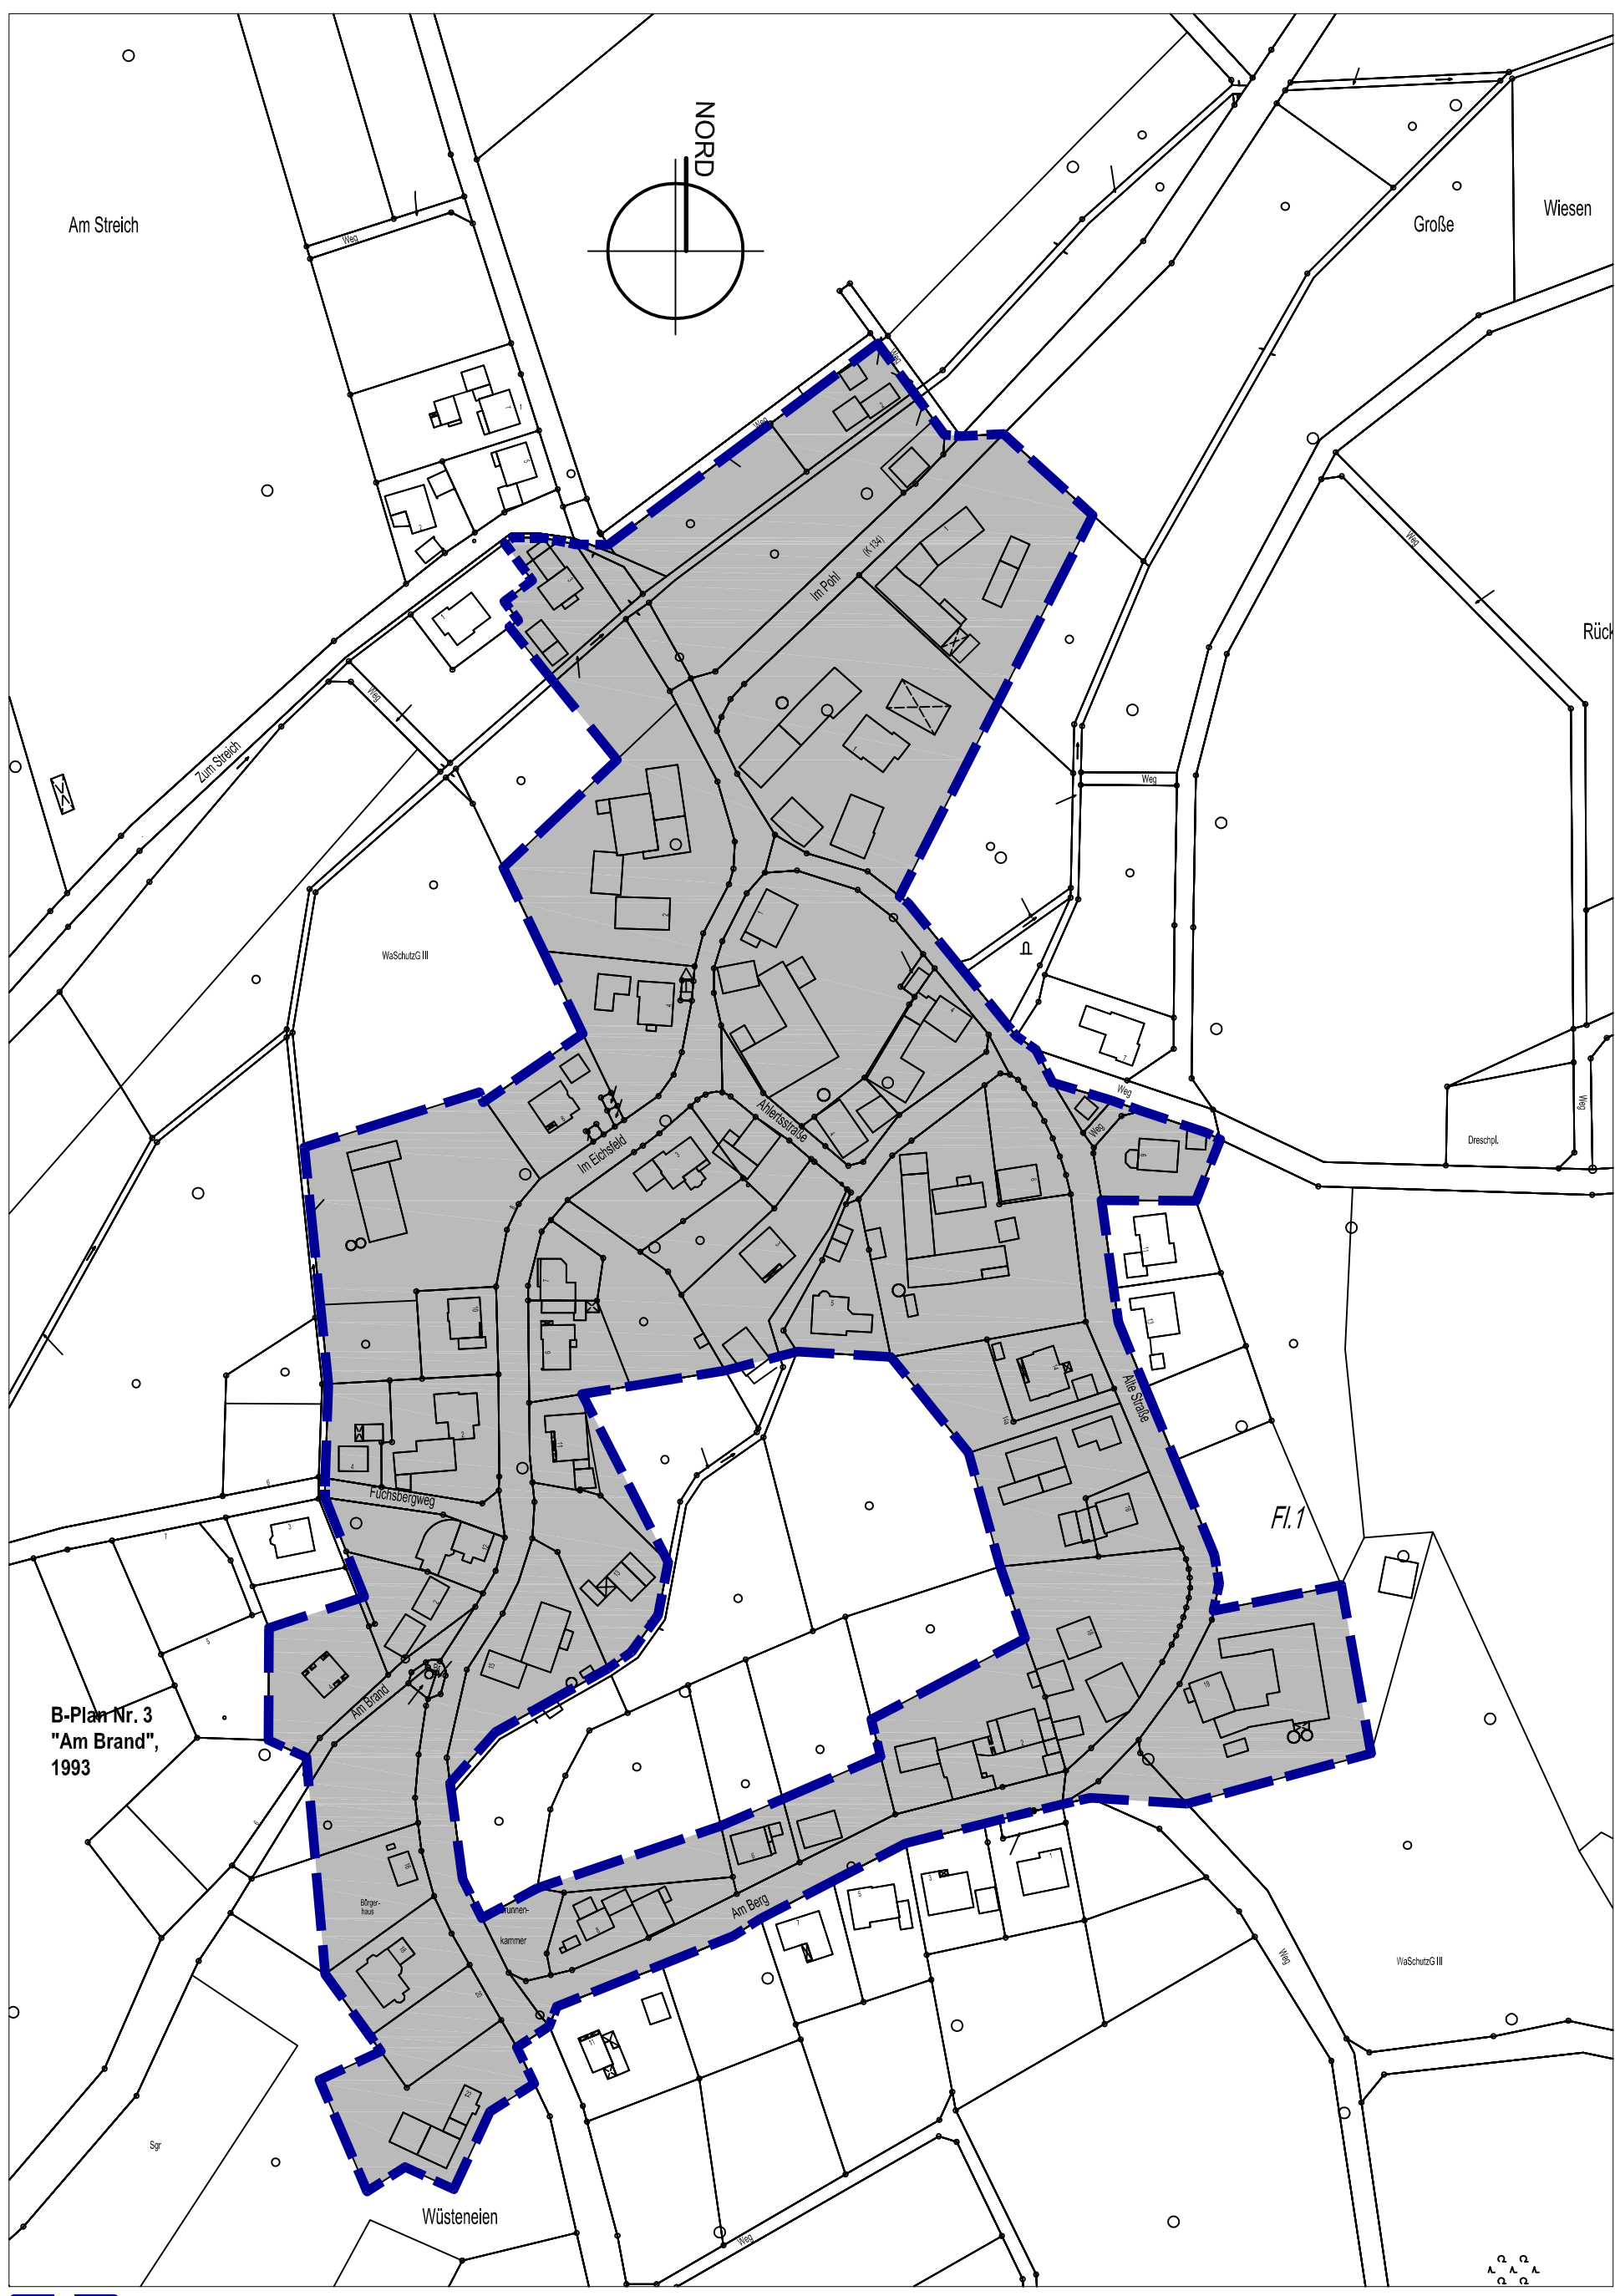 NORD
Am Streich
Große
Wiesen
Weg
Weg
Weg
Weg
(K 134)
Im Pohl
Rück
Weg
Zum Streich
Weg
WaSchutzG III
Weg
Weg
Ahlertsstraße
Weg
Dreschpl.
Im Eichsfeld
Alte Straße
Fuchsbergweg
Fl.1
Am Brand
B-Plan Nr. 3
"Am Brand",
1993
Am Berg
Bürger-
haus
runnen-
kammer
Weg
WaSchutzG III
Sgr
Wüsteneien
Weg